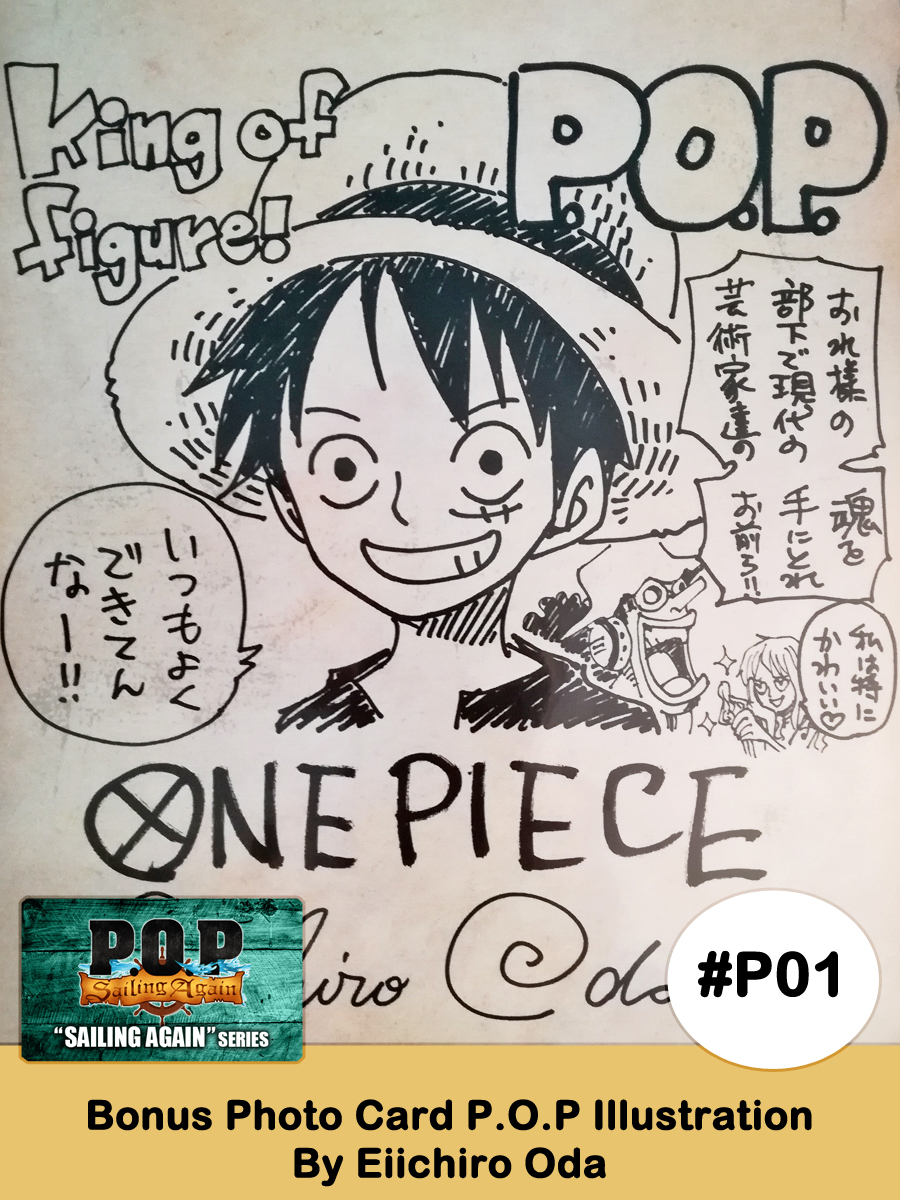 King of
figure!
P.O.P.
おれ様の
部下で現代の
芸術家達の
魂を
手にとれ
お前ら!!
いつもよく
できてん
なー!!
私は特に
かわいい♡
ONE PIECE
iro Oda
P.O.P
Sailing Again
“SAILING AGAIN” SERIES
#P01
Bonus Photo Card P.O.P Illustration
By Eiichiro Oda